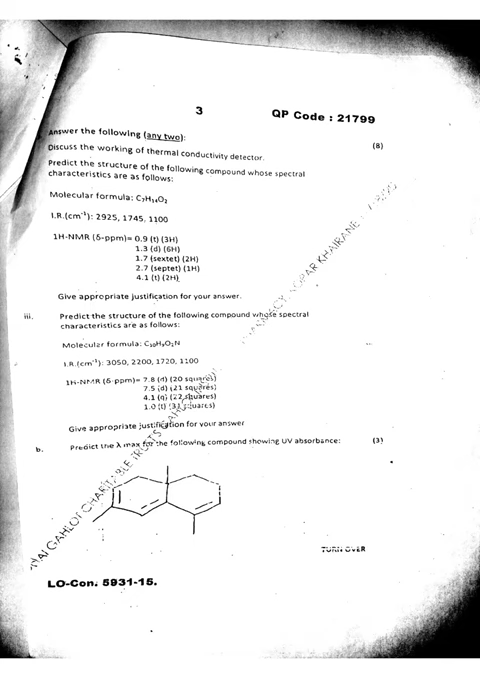 3
QP Code : 21799
Answer the following (any two):
(8)
Discuss the working of thermal conductivity detector.
Predict the structure of the following compound whose spectral
characteristics are as follows:
Molecular formula: C₇H₁₄O₂
I.R.(cm⁻¹): 2925, 1745, 1100
1H-NMR (δ-ppm)= 0.9 (t) (3H)
1.3 (d) (6H)
1.7 (sextet) (2H)
2.7 (septet) (1H)
4.1 (t) (2H)
Give appropriate justification for your answer.
iii. Predict the structure of the following compound whose spectral
characteristics are as follows:
Molecular formula: C₁₀H₉O₂N
I.R.(cm⁻¹): 3050, 2200, 1720, 1100
1H-NMR (δ-ppm)= 7.8 (d) (20 squares)
7.5 (d) (21 squares)
4.1 (q) (22 squares)
1.0 (t) (31 squares)
Give appropriate justification for your answer
b. Predict the λ max for the following compound showing UV absorbance: (3)
TURN OVER
LO-Con. 5931-15.
GAHLOT CHARITABLE TRUSTS
PHARMACY, KOPAR KHAIRANE